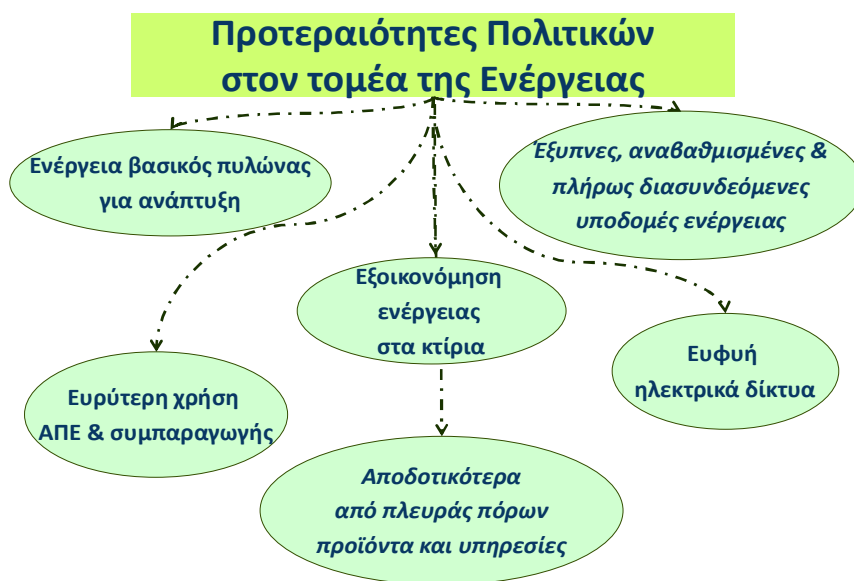 Προτεραιότητες Πολιτικών
στον τομέα της Ενέργειας
Ενέργεια βασικός πυλώνας
για ανάπτυξη
Έξυπνες, αναβαθμισμένες &
πλήρως διασυνδεόμενες
υποδομές ενέργειας
Εξοικονόμηση
ενέργειας
στα κτίρια
Ευφυή
ηλεκτρικά δίκτυα
Ευρύτερη χρήση
ΑΠΕ & συμπαραγωγής
Αποδοτικότερα
από πλευράς πόρων
προϊόντα και υπηρεσίες